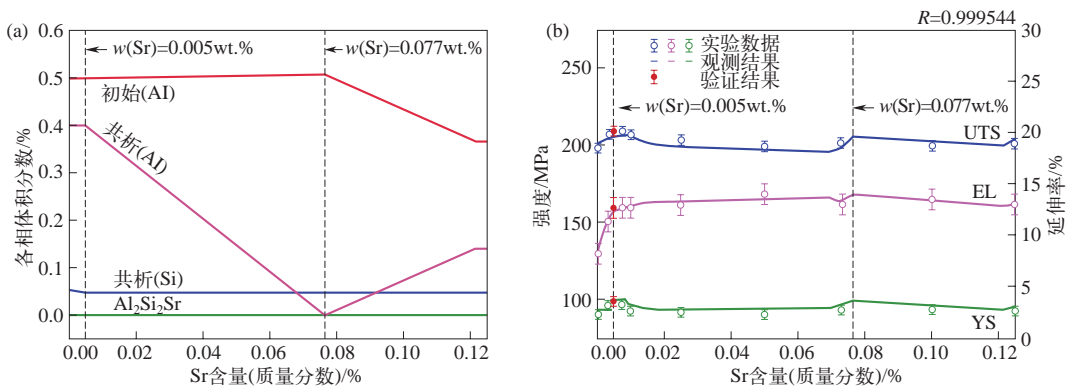 (a)
w(Sr)=0.005wt.%
w(Sr)=0.077wt.%
初始(AI)
共析(AI)
共析(Si)
Al₂Si₂Sr
各相体积分数/%
0.6
0.5
0.4
0.3
0.2
0.1
0.0
0.00 0.02 0.04 0.06 0.08 0.10 0.12
Sr含量(质量分数)/%
(b)
R=0.999544
实验数据
观测结果
验证结果
w(Sr)=0.005wt.%
w(Sr)=0.077wt.%
UTS
EL
YS
强度/MPa
250
200
150
100
延伸率/%
30
25
20
15
10
5
0
0.00 0.02 0.04 0.06 0.08 0.10 0.12
Sr含量(质量分数)/%